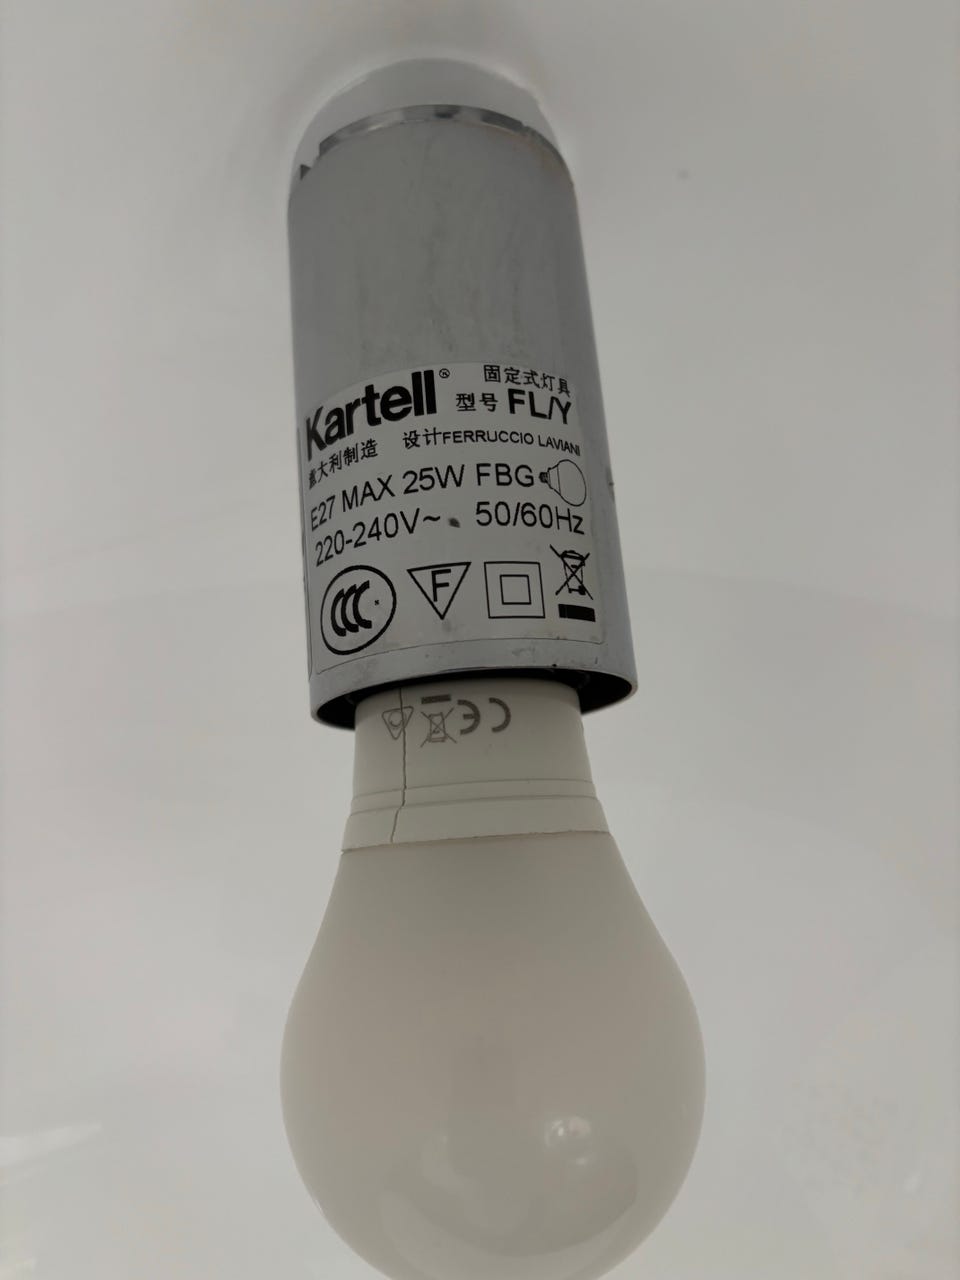 Kartell®
固定式灯具
型号 FL/Y
意大利制造 设计FERRUCCIO LAVIANI
E27 MAX 25W FBG
220-240V~ 50/60Hz
CCC
F
CE